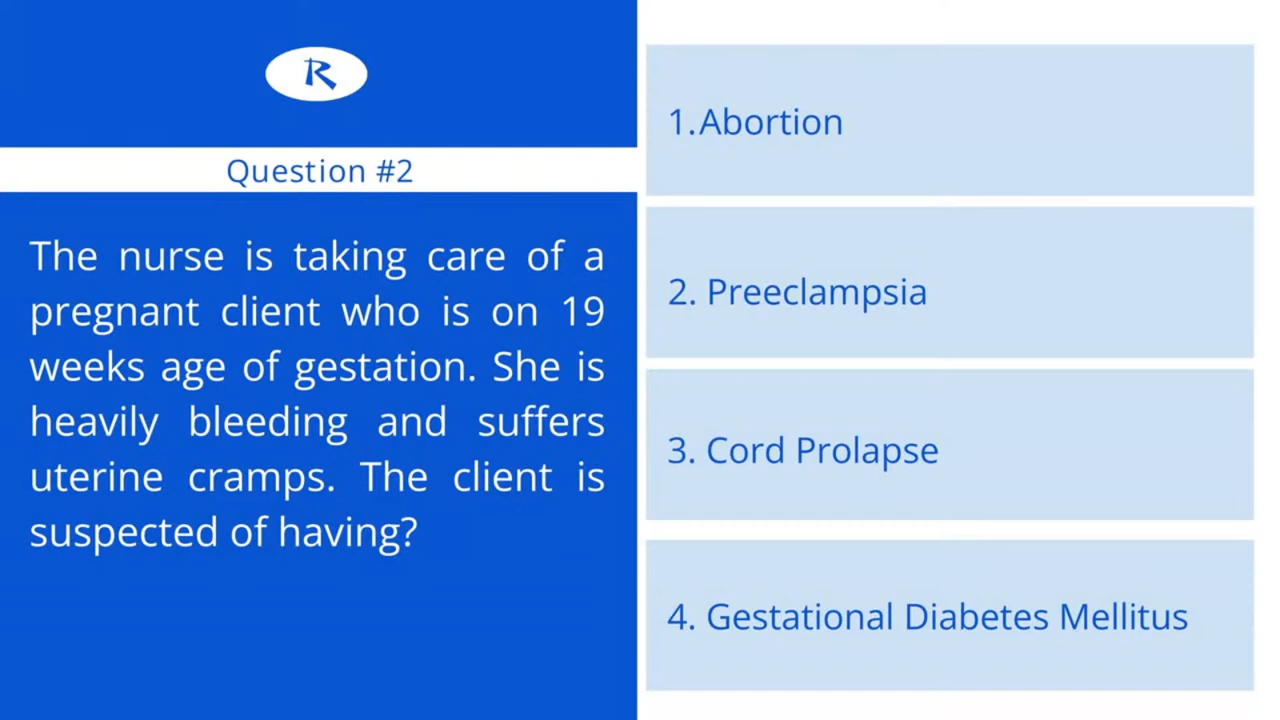 R
Question #2
The nurse is taking care of a
pregnant client who is on 19
weeks age of gestation. She is
heavily bleeding and suffers
uterine cramps. The client is
suspected of having?
1.Abortion
2. Preeclampsia
3. Cord Prolapse
4. Gestational Diabetes Mellitus